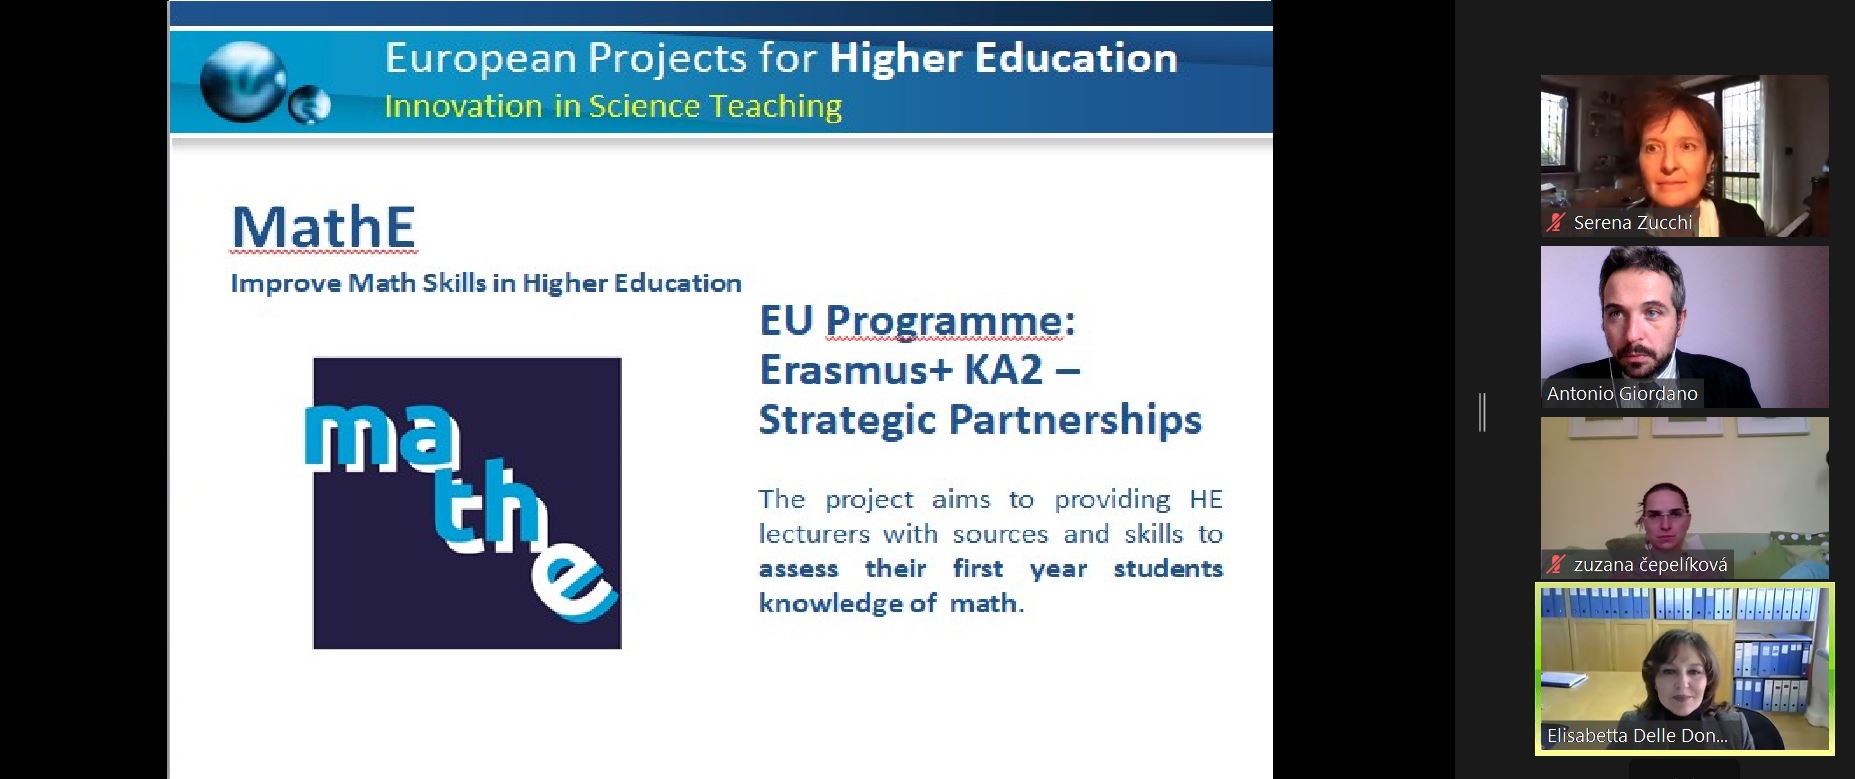 European Projects for Higher Education
Innovation in Science Teaching
MathE
Improve Math Skills in Higher Education
EU Programme:
Erasmus+ KA2 –
Strategic Partnerships
The project aims to providing HE
lecturers with sources and skills to
assess their first year students
knowledge of math.
ma
th
e
Serena Zucchi
Antonio Giordano
zuzana čepelíková
Elisabetta Delle Don...